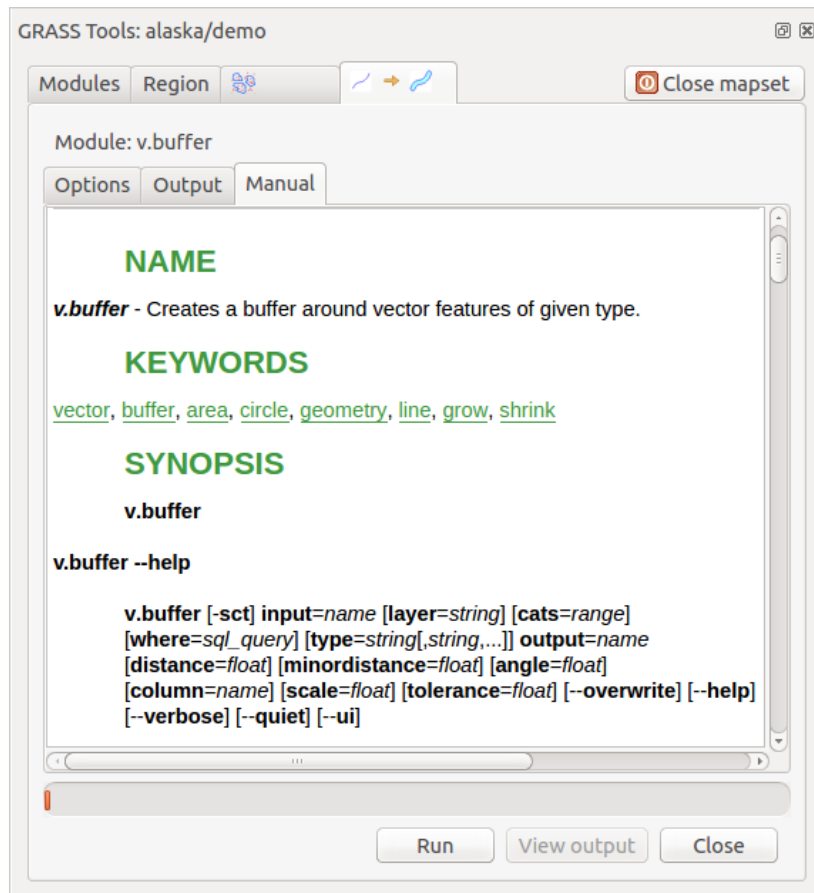 GRASS Tools: alaska/demo
Modules Region Close mapset
Module: v.buffer
Options Output Manual
NAME
v.buffer - Creates a buffer around vector features of given type.
KEYWORDS
vector, buffer, area, circle, geometry, line, grow, shrink
SYNOPSIS
v.buffer
v.buffer --help
v.buffer [-sct] input=name [layer=string] [cats=range]
[where=sql_query] [type=string[,string,...]] output=name
[distance=float] [minordistance=float] [angle=float]
[column=name] [scale=float] [tolerance=float] [--overwrite] [--help]
[--verbose] [--quiet] [--ui]
Run View output Close